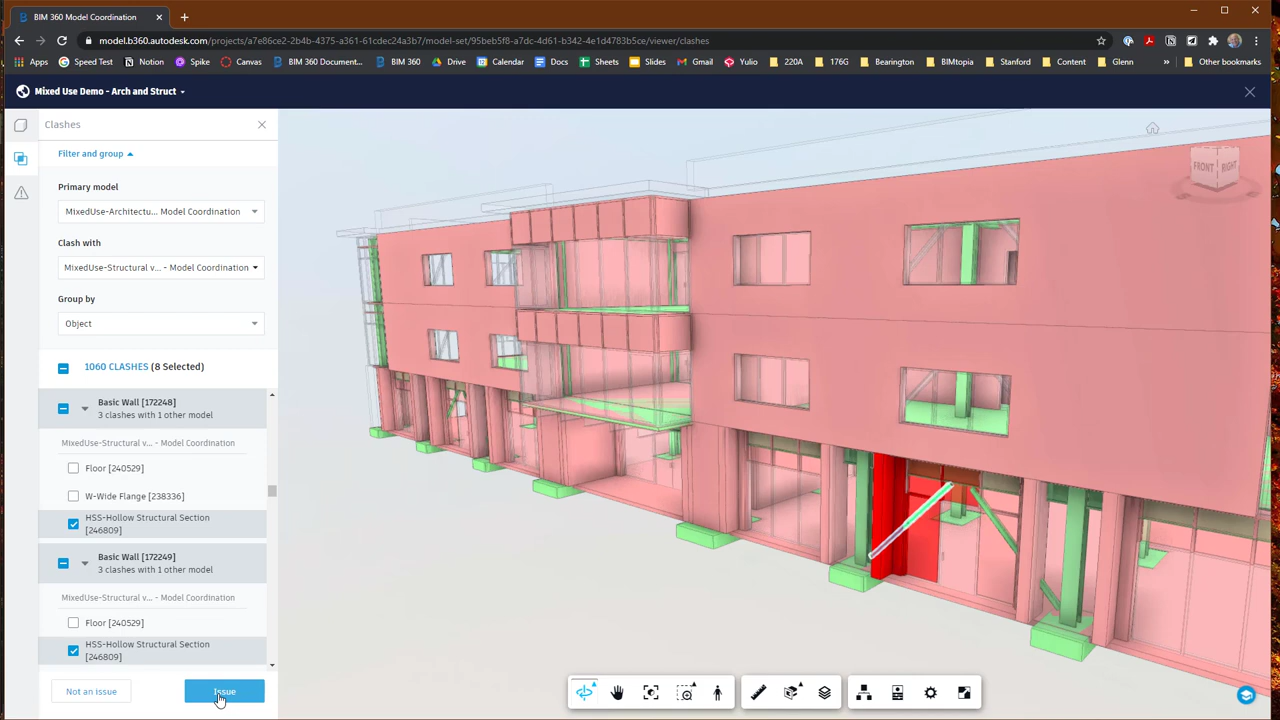 BIM 360 Model Coordination
model.b360.autodesk.com/projects/a7e86ce2-2b4b-4375-a361-61cdec24a3b7/model-set/95beb5f8-a7dc-4d61-b342-4e1d4783b5ce/viewer/clashes
Apps Speed Test Notion Spike Canva BIM 360 Document... BIM 360 Drive Calendar Docs Sheets Slides Gmail Yulio 220A 176G Bearington BIMtopia Stanford Content Glenn » Other bookmarks
Mixed Use Demo - Arch and Struct
Clashes
Filter and group
Primary model
MixedUse-Architectu... Model Coordination
Clash with
MixedUse-Structural v... - Model Coordination
Group by
Object
1060 CLASHES (8 Selected)
Basic Wall [172248]
3 clashes with 1 other model
MixedUse-Structural v... - Model Coordination
Floor [240529]
W-Wide Flange [238336]
HSS-Hollow Structural Section
[246809]
Basic Wall [172249]
3 clashes with 1 other model
MixedUse-Structural v... - Model Coordination
Floor [240529]
HSS-Hollow Structural Section
[246809]
Not an issue
Issue
FRONT RIGHT